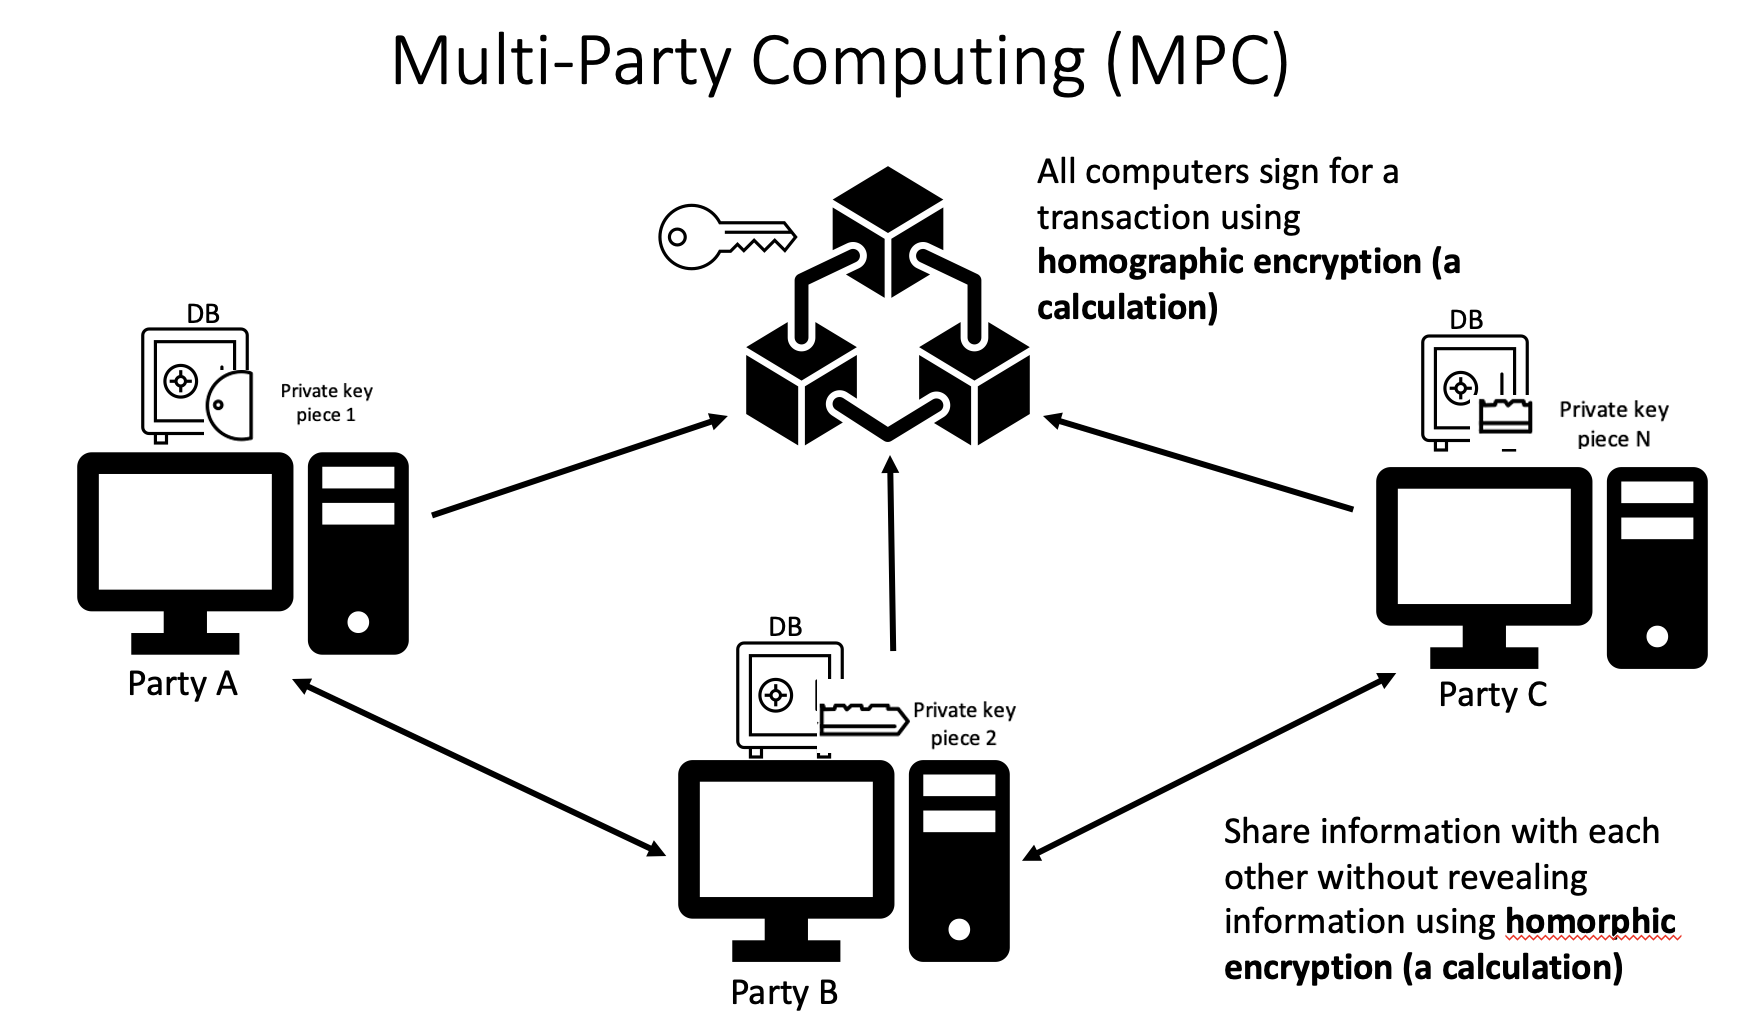 Multi-Party Computing (MPC)
All computers sign for a
transaction using
homographic encryption (a
calculation)
DB
Private key
piece 1
DB
Private key
piece N
Party A
DB
Private key
piece 2
Party C
Share information with each
other without revealing
information using homorphic
encryption (a calculation)
Party B